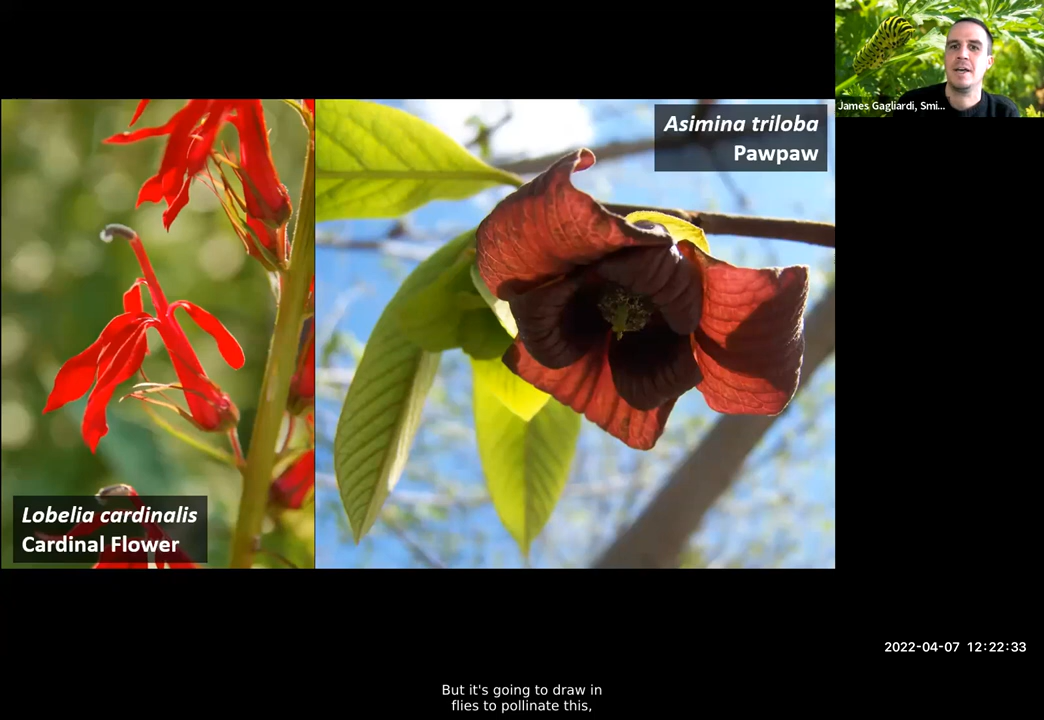 James Gagliardi, Smi...
Asimina triloba
Pawpaw
Lobelia cardinalis
Cardinal Flower
2022-04-07 12:22:33
But it's going to draw in
flies to pollinate this,